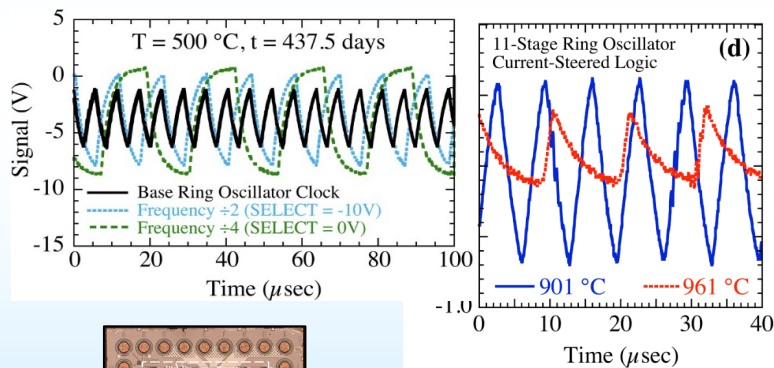 T = 500 °C, t = 437.5 days
Signal (V)
5
0
-5
-10
-15
Base Ring Oscillator Clock
Frequency ÷2 (SELECT = -10V)
Frequency ÷4 (SELECT = 0V)
0 20 40 60 80 100
Time (μsec)
11-Stage Ring Oscillator (d)
Current-Steered Logic
901 °C 961 °C
-1.0
0 10 20 30 40
Time (μsec)